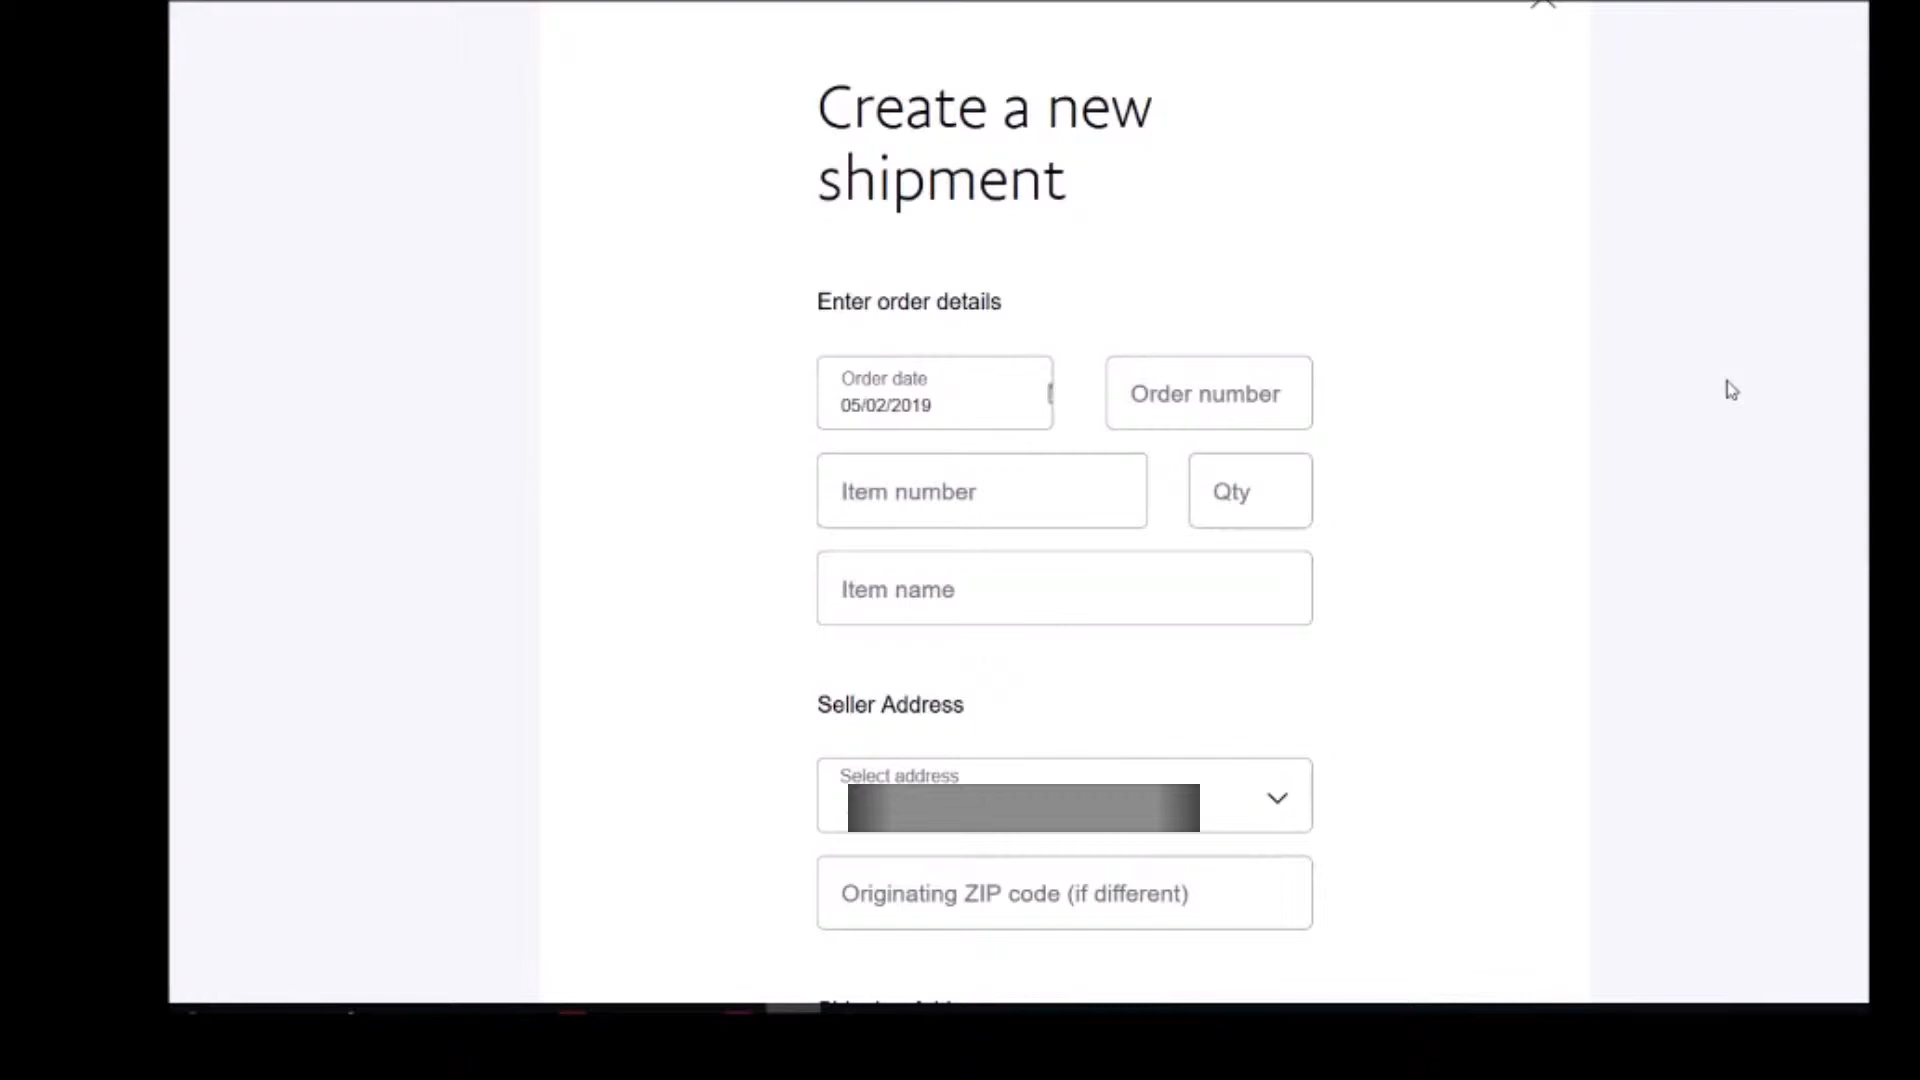 Create a new
shipment
Enter order details
Order date
05/02/2019
Order number
Item number
Qty
Item name
Seller Address
Select address
Originating ZIP code (if different)